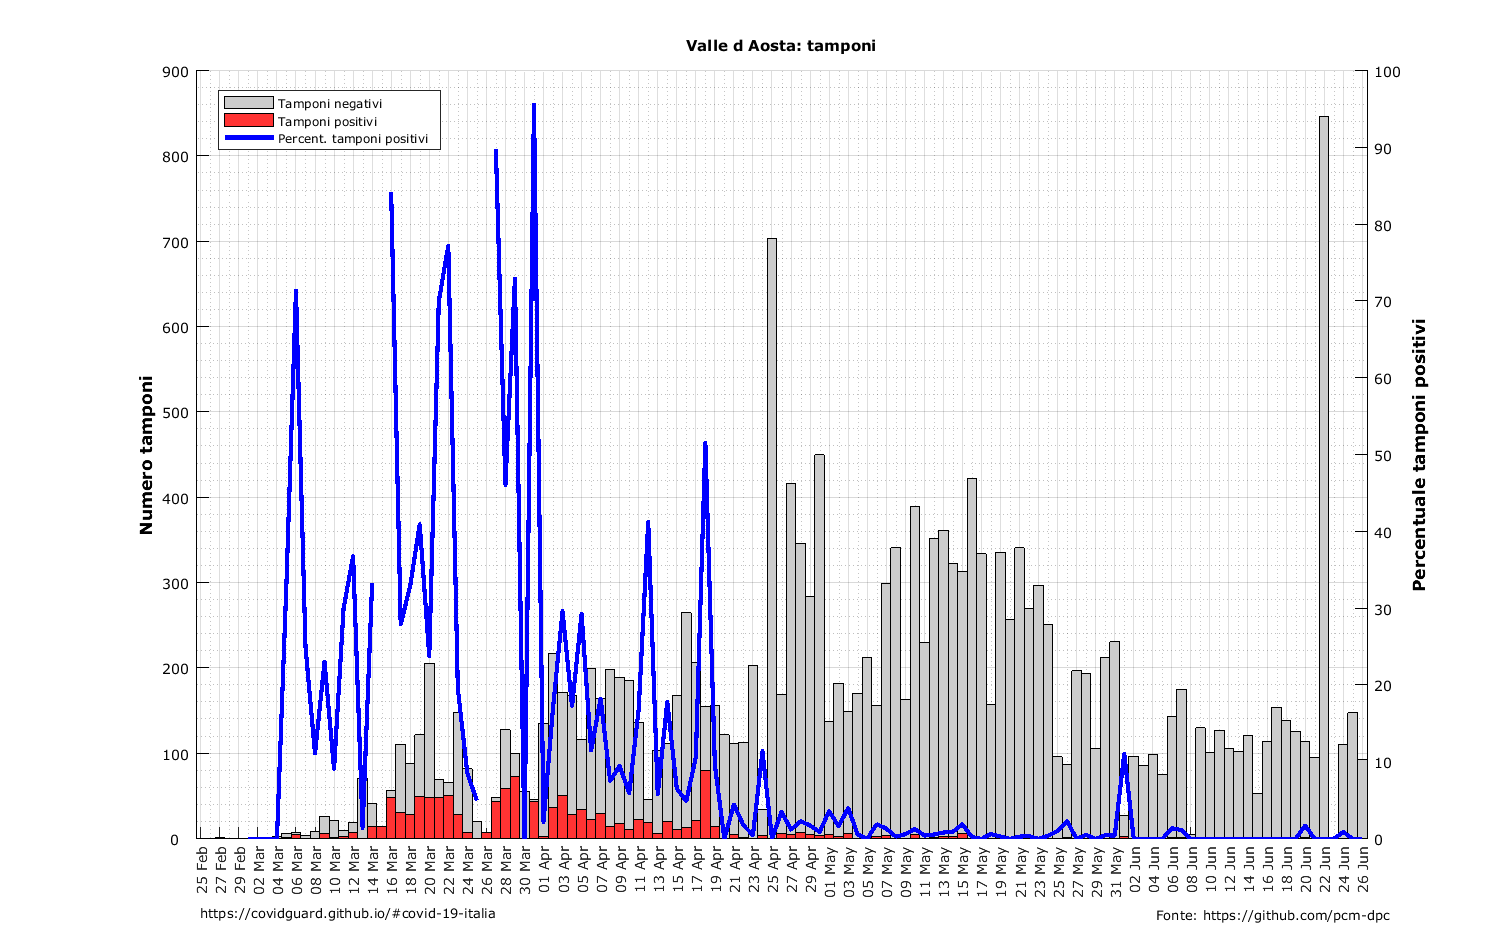 Valle d Aosta: tamponi
Tamponi negativi
Tamponi positivi
Percent. tamponi positivi
Numero tamponi
900
800
700
600
500
400
300
200
100
0
100
90
80
70
60
50
40
30
20
10
0
Percentuale tamponi positivi
25 Feb
27 Feb
29 Feb
02 Mar
04 Mar
06 Mar
08 Mar
10 Mar
12 Mar
14 Mar
16 Mar
18 Mar
20 Mar
22 Mar
24 Mar
26 Mar
28 Mar
30 Mar
01 Apr
03 Apr
05 Apr
07 Apr
09 Apr
11 Apr
13 Apr
15 Apr
17 Apr
19 Apr
21 Apr
23 Apr
25 Apr
27 Apr
29 Apr
01 May
03 May
05 May
07 May
09 May
11 May
13 May
15 May
17 May
19 May
21 May
23 May
25 May
27 May
29 May
31 May
02 Jun
04 Jun
06 Jun
08 Jun
10 Jun
12 Jun
14 Jun
16 Jun
18 Jun
20 Jun
22 Jun
24 Jun
26 Jun
https://covidguard.github.io/#covid-19-italia
Fonte: https://github.com/pcm-dpc